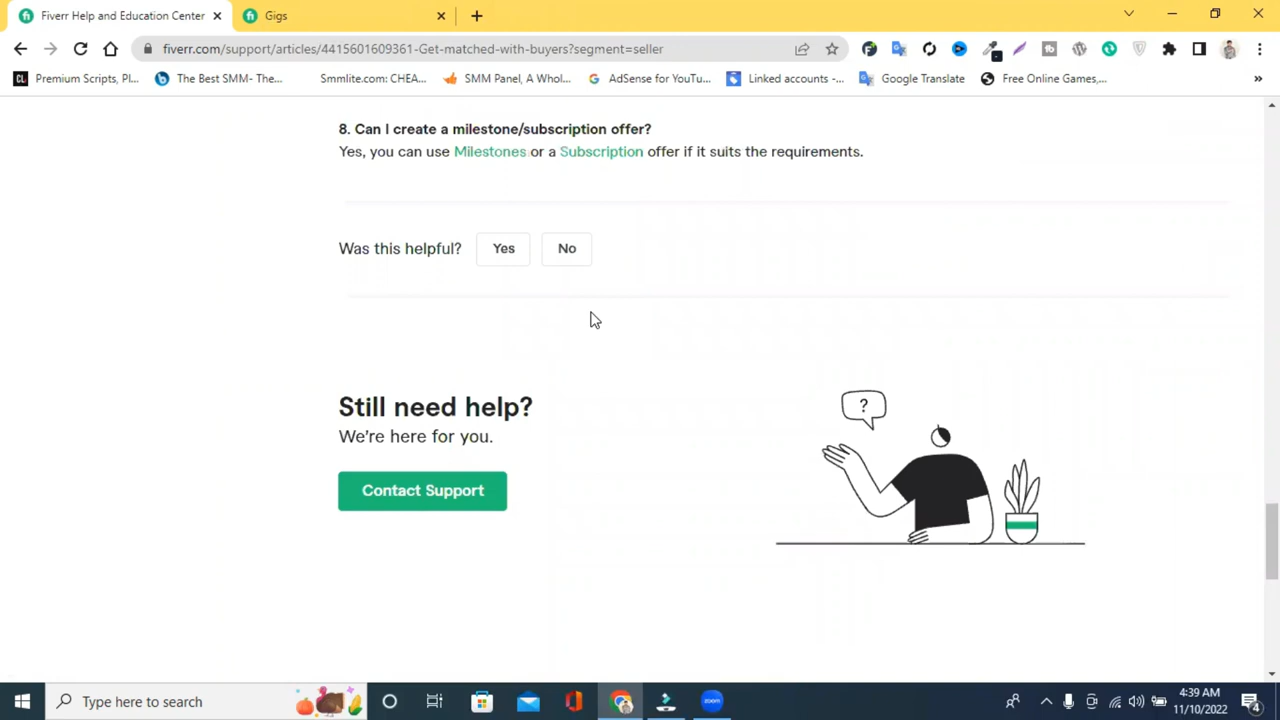 Fiverr Help and Education Center
Gigs
fiverr.com/support/articles/4415601609361-Get-matched-with-buyers?segment=seller
CL Premium Scripts, Pl...
The Best SMM- The...
Smmlite.com: CHEA...
SMM Panel, A Whol...
AdSense for YouTu...
Linked accounts -...
Google Translate
Free Online Games,...
8. Can I create a milestone/subscription offer?
Yes, you can use Milestones or a Subscription offer if it suits the requirements.
Was this helpful? Yes No
Still need help?
We're here for you.
Contact Support
?
Type here to search
zoom
4:39 AM
11/10/2022
4